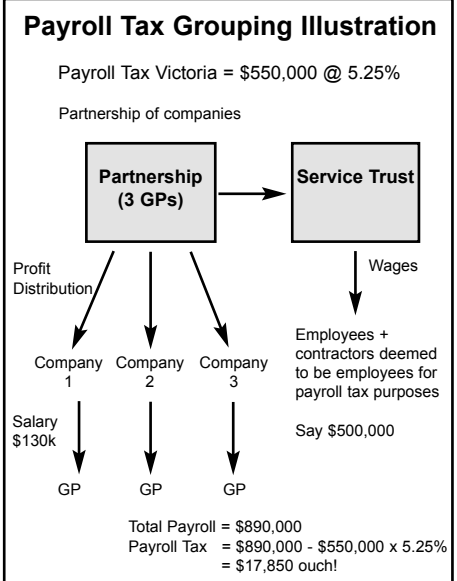 Payroll Tax Grouping Illustration
Payroll Tax Victoria = $550,000 @ 5.25%
Partnership of companies
Partnership
(3 GPs)
Service Trust
Profit
Distribution
Wages
Company
1
Company
2
Company
3
Employees +
contractors deemed
to be employees for
payroll tax purposes
Say $500,000
Salary
$130k
GP
GP
GP
Total Payroll = $890,000
Payroll Tax = $890,000 - $550,000 x 5.25%
= $17,850 ouch!